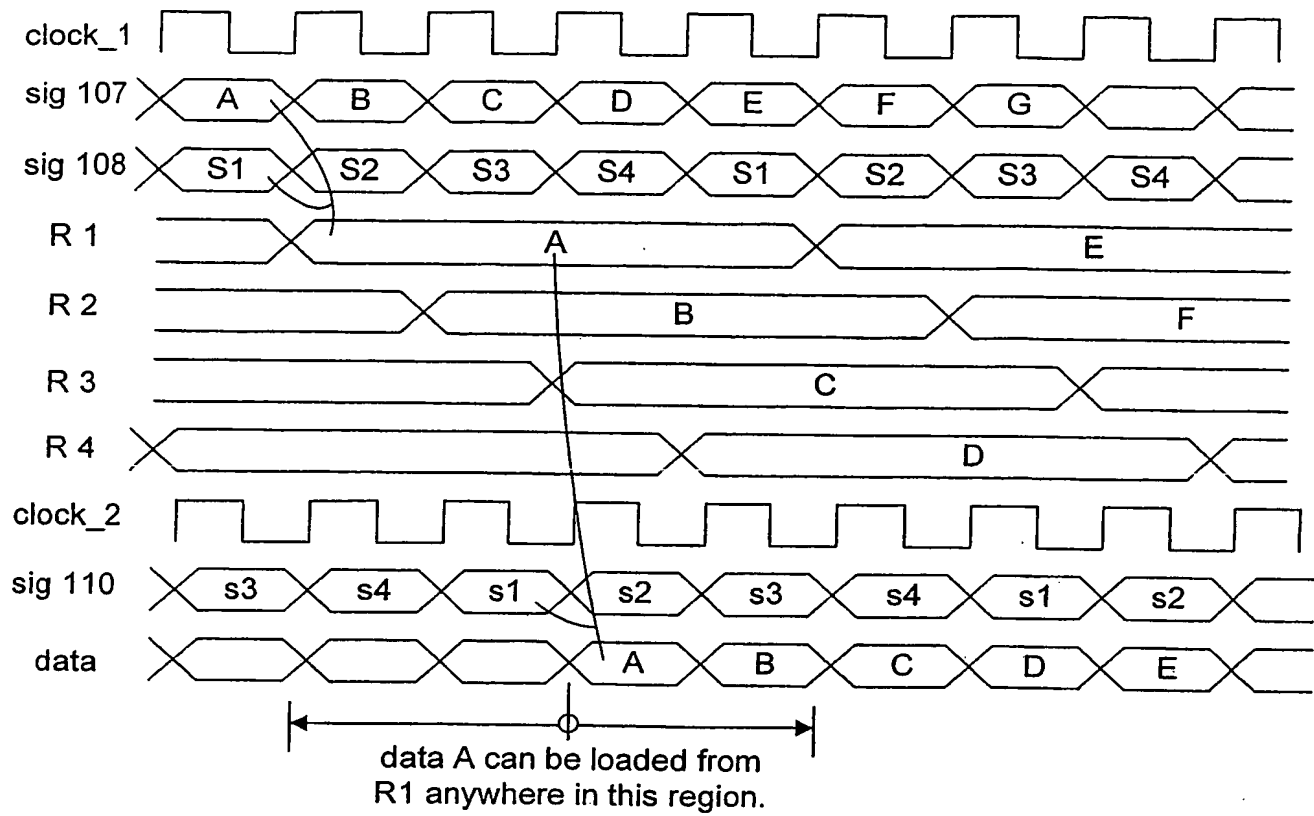 clock_1
sig 107 A B C D E F G
sig 108 S1 S2 S3 S4 S1 S2 S3 S4
R 1 A E
R 2 B F
R 3 C
R 4 D
clock_2
sig 110 s3 s4 s1 s2 s3 s4 s1 s2
data A B C D E
data A can be loaded from
R1 anywhere in this region.